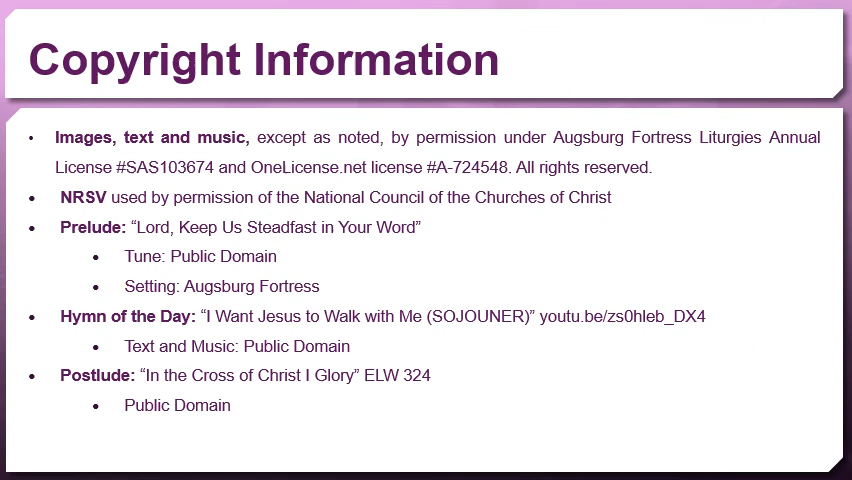 Copyright Information
• Images, text and music, except as noted, by permission under Augsburg Fortress Liturgies Annual
License #SAS103674 and OneLicense.net license #A-724548. All rights reserved.
• NRSV used by permission of the National Council of the Churches of Christ
• Prelude: “Lord, Keep Us Steadfast in Your Word”
• Tune: Public Domain
• Setting: Augsburg Fortress
• Hymn of the Day: “I Want Jesus to Walk with Me (SOJOUNER)” youtu.be/zs0hleb_DX4
• Text and Music: Public Domain
• Postlude: “In the Cross of Christ I Glory” ELW 324
• Public Domain